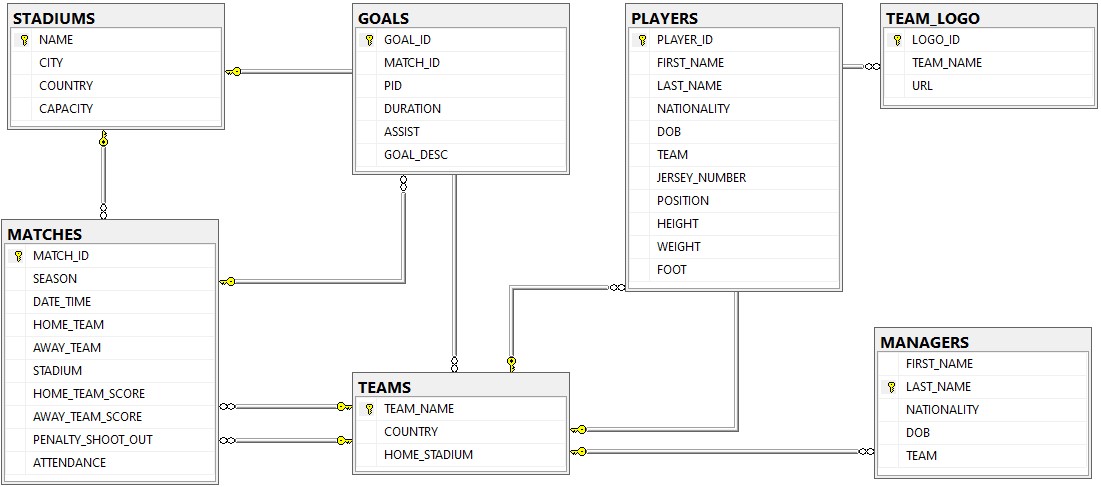 STADIUMS
NAME
CITY
COUNTRY
CAPACITY
GOALS
GOAL_ID
MATCH_ID
PID
DURATION
ASSIST
GOAL_DESC
PLAYERS
PLAYER_ID
FIRST_NAME
LAST_NAME
NATIONALITY
DOB
TEAM
JERSEY_NUMBER
POSITION
HEIGHT
WEIGHT
FOOT
TEAM_LOGO
LOGO_ID
TEAM_NAME
URL
MATCHES
MATCH_ID
SEASON
DATE_TIME
HOME_TEAM
AWAY_TEAM
STADIUM
HOME_TEAM_SCORE
AWAY_TEAM_SCORE
PENALTY_SHOOT_OUT
ATTENDANCE
TEAMS
TEAM_NAME
COUNTRY
HOME_STADIUM
MANAGERS
FIRST_NAME
LAST_NAME
NATIONALITY
DOB
TEAM